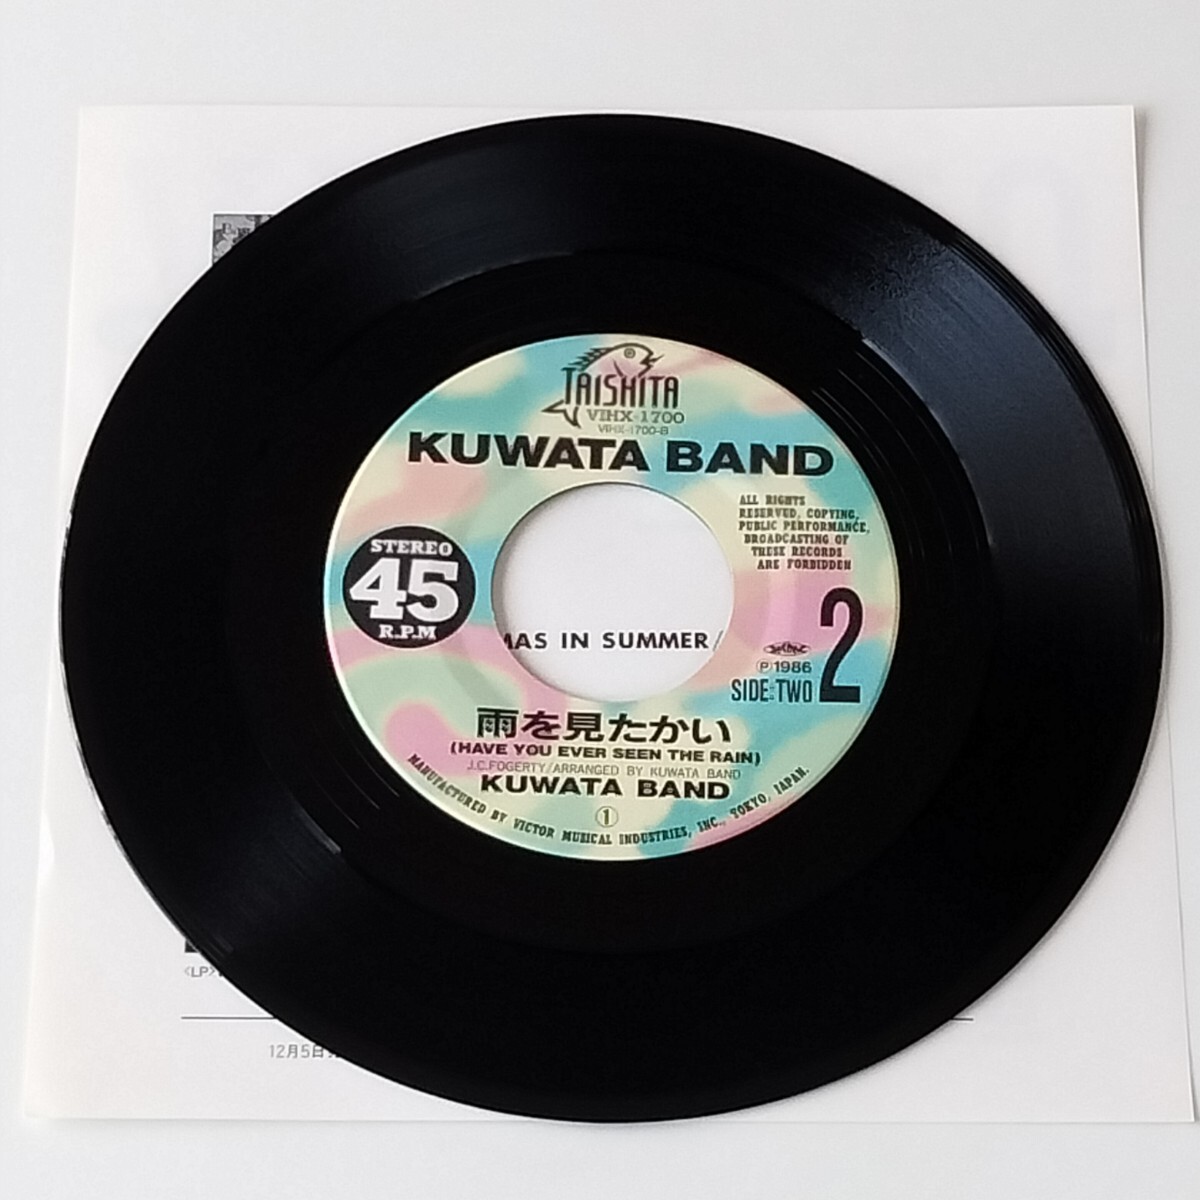 TAISHITA
VIHX-1700
VIHX-1700-B
KUWATA BAND
ALL RIGHTS
RESERVED, COPYING,
PUBLIC PERFORMANCE,
BROADCASTING OF
THESE RECORDS
ARE FORBIDDEN
STEREO
45
R.P.M
MAS IN SUMMER/
Ⓟ1986
SIDE:TWO 2
雨を見たかい
(HAVE YOU EVER SEEN THE RAIN)
J.C.FOGERTY/ARRANGED BY KUWATA BAND
KUWATA BAND
①
MANUFACTURED BY VICTOR MUSICAL INDUSTRIES, INC., TOKYO, JAPAN.
<LP>
12月5日